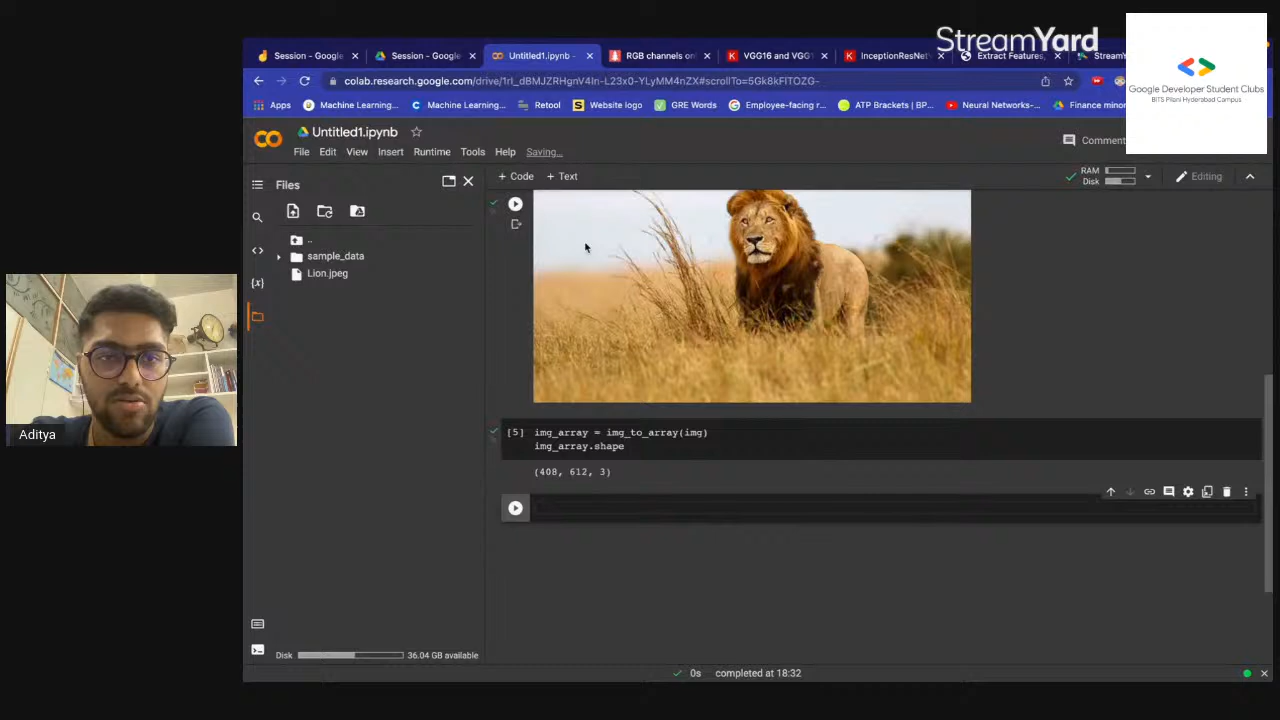 StreamYard
Google Developer Student Clubs
BITS Pilani Hyderabad Campus
Session - Google
Session - Google
Untitled1.ipynb -
RGB channels on
VGG16 and VGG1
InceptionResNet
Extract Features,
StreamY
colab.research.google.com/drive/1rI_dBMJZRHgnV4In-L23x0-YLyMM4nZX#scrollTo=5Gk8kFlTOZG-
Apps
Machine Learning...
Machine Learning...
Retool
Website logo
GRE Words
Employee-facing r...
ATP Brackets | BP...
Neural Networks-...
Finance minor
Untitled1.ipynb
File Edit View Insert Runtime Tools Help Saving...
Comment
+ Code + Text
RAM
Disk
Editing
Files
..
sample_data
Lion.jpeg
{x}
[5] img_array = img_to_array(img)
img_array.shape
(408, 612, 3)
Disk 36.04 GB available
0s completed at 18:32
Aditya